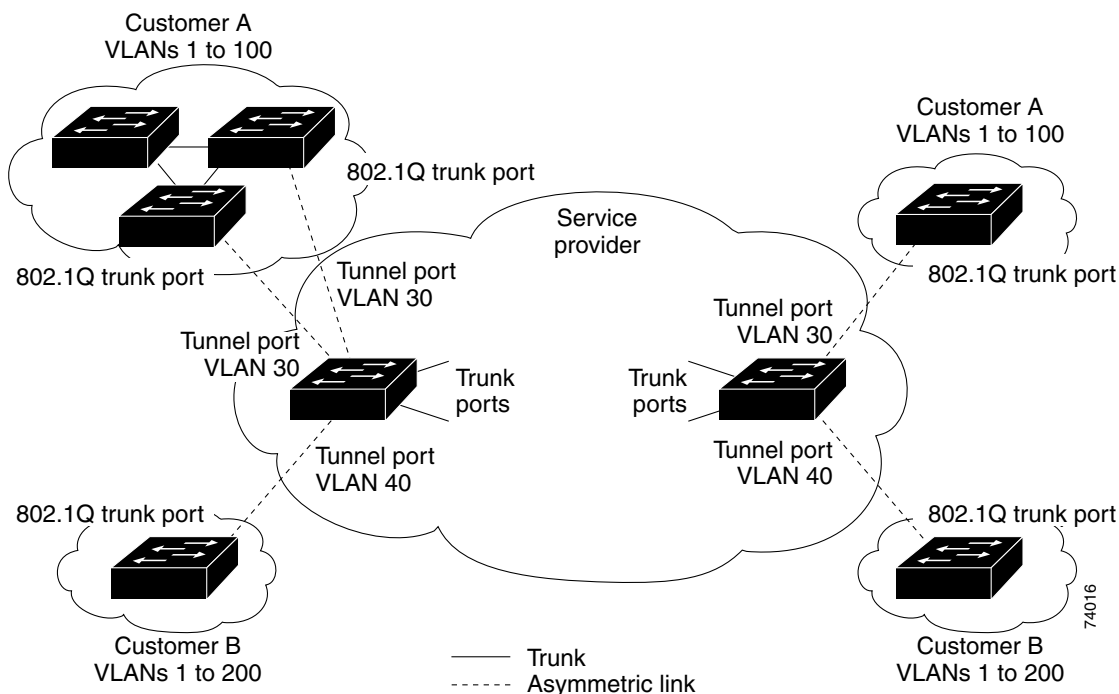 Customer A
VLANs 1 to 100
Customer A
VLANs 1 to 100
802.1Q trunk port
Service
provider
802.1Q trunk port
802.1Q trunk port
Tunnel port
VLAN 30
Tunnel port
VLAN 30
Tunnel port
VLAN 30
Trunk
ports
Trunk
ports
Tunnel port
VLAN 40
Tunnel port
VLAN 40
802.1Q trunk port
802.1Q trunk port
74016
Customer B
VLANs 1 to 200
Customer B
VLANs 1 to 200
Trunk
Asymmetric link